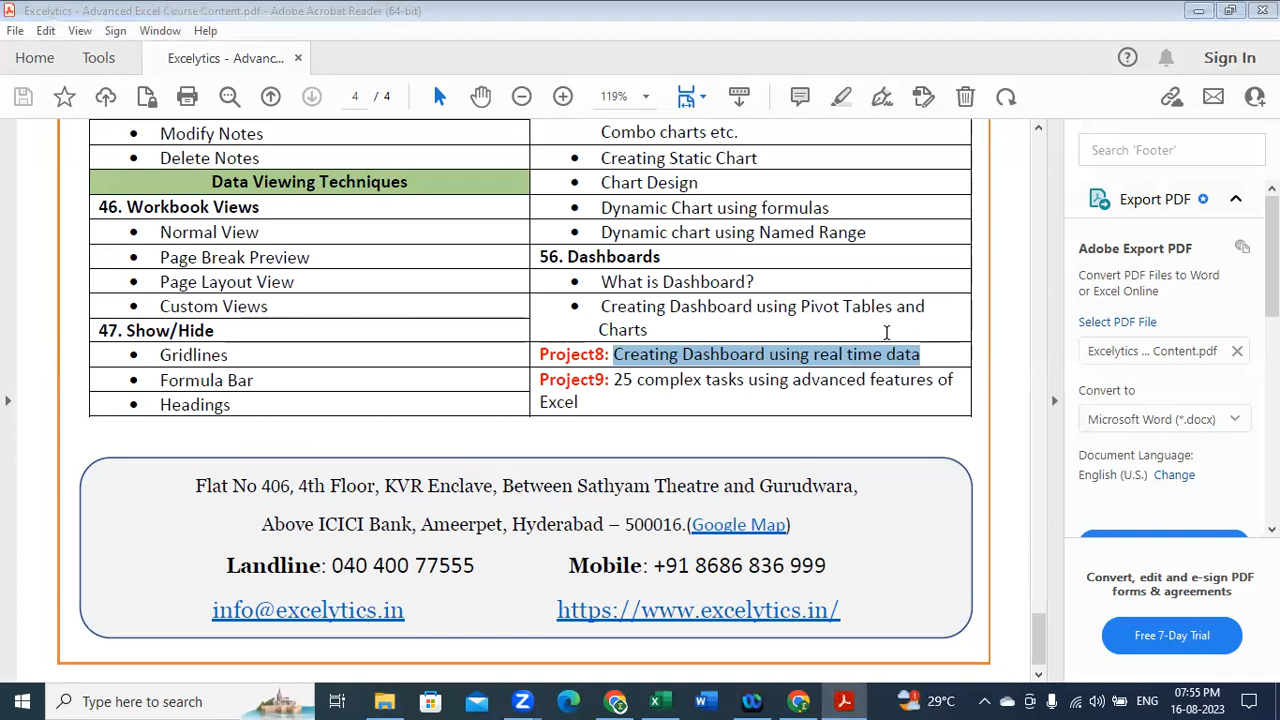 Excelytics - Advanced Excel Course Content.pdf - Adobe Acrobat Reader (64-bit)
File Edit View Sign Window Help
Home Tools Excelytics - Advanc... × Sign In
4 / 4 119%
Modify Notes
Delete Notes
Data Viewing Techniques
46. Workbook Views
Normal View
Page Break Preview
Page Layout View
Custom Views
47. Show/Hide
Gridlines
Formula Bar
Headings
Combo charts etc.
Creating Static Chart
Chart Design
Dynamic Chart using formulas
Dynamic chart using Named Range
56. Dashboards
What is Dashboard?
Creating Dashboard using Pivot Tables and
Charts
Project8: Creating Dashboard using real time data
Project9: 25 complex tasks using advanced features of
Excel
Flat No 406, 4th Floor, KVR Enclave, Between Sathyam Theatre and Gurudwara,
Above ICICI Bank, Ameerpet, Hyderabad – 500016.(Google Map)
Landline: 040 400 77555 Mobile: +91 8686 836 999
info@excelytics.in https://www.excelytics.in/
Search 'Footer'
Export PDF
Adobe Export PDF
Convert PDF Files to Word
or Excel Online
Select PDF File
Excelytics ... Content.pdf
Convert to
Microsoft Word (*.docx)
Document Language:
English (U.S.) Change
Convert, edit and e-sign PDF
forms & agreements
Free 7-Day Trial
Type here to search 29°C ENG 07:55 PM
16-08-2023